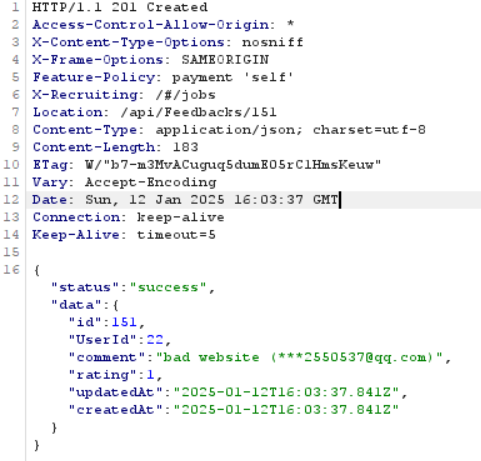 1 HTTP/1.1 201 Created
2 Access-Control-Allow-Origin: *
3 X-Content-Type-Options: nosniff
4 X-Frame-Options: SAMEORIGIN
5 Feature-Policy: payment 'self'
6 X-Recruiting: /#/jobs
7 Location: /api/Feedbacks/151
8 Content-Type: application/json; charset=utf-8
9 Content-Length: 183
10 ETag: W/"b7-m3MvACuguq5dumE05rClHmsKeuw"
11 Vary: Accept-Encoding
12 Date: Sun, 12 Jan 2025 16:03:37 GMT
13 Connection: keep-alive
14 Keep-Alive: timeout=5
15
16 {
"status":"success",
"data":{
"id":151,
"UserId":22,
"comment":"bad website (***2550537@qq.com)",
"rating":1,
"updatedAt":"2025-01-12T16:03:37.841Z",
"createdAt":"2025-01-12T16:03:37.841Z"
}
}